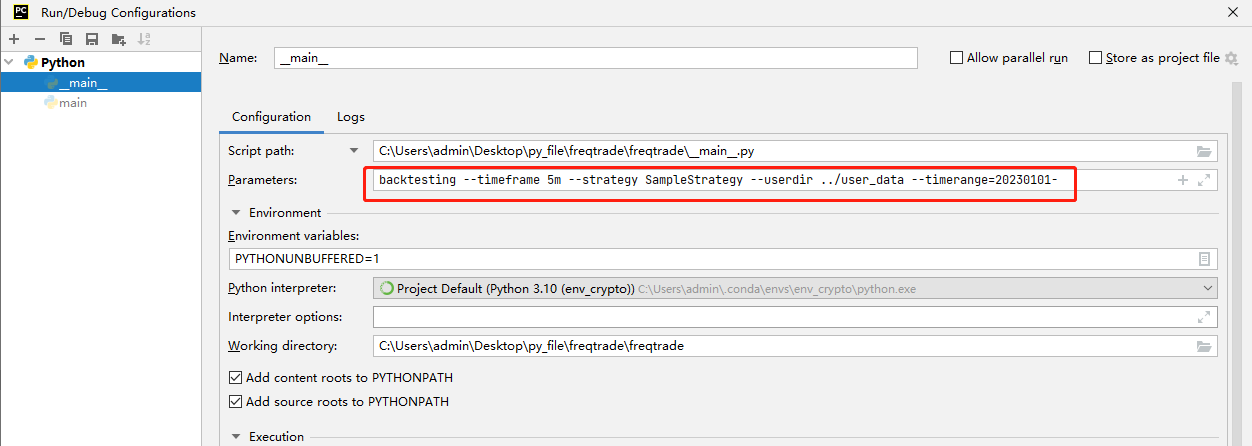 PC Run/Debug Configurations
Python
__main__
main
Name: __main__ Allow parallel run Store as project file
Configuration Logs
Script path: C:\Users\admin\Desktop\py_file\freqtrade\freqtrade\__main__.py
Parameters: backtesting --timeframe 5m --strategy SampleStrategy --userdir ../user_data --timerange=20230101-
Environment
Environment variables:
PYTHONUNBUFFERED=1
Python interpreter: Project Default (Python 3.10 (env_crypto)) C:\Users\admin\.conda\envs\env_crypto\python.exe
Interpreter options:
Working directory: C:\Users\admin\Desktop\py_file\freqtrade\freqtrade
Add content roots to PYTHONPATH
Add source roots to PYTHONPATH
Execution